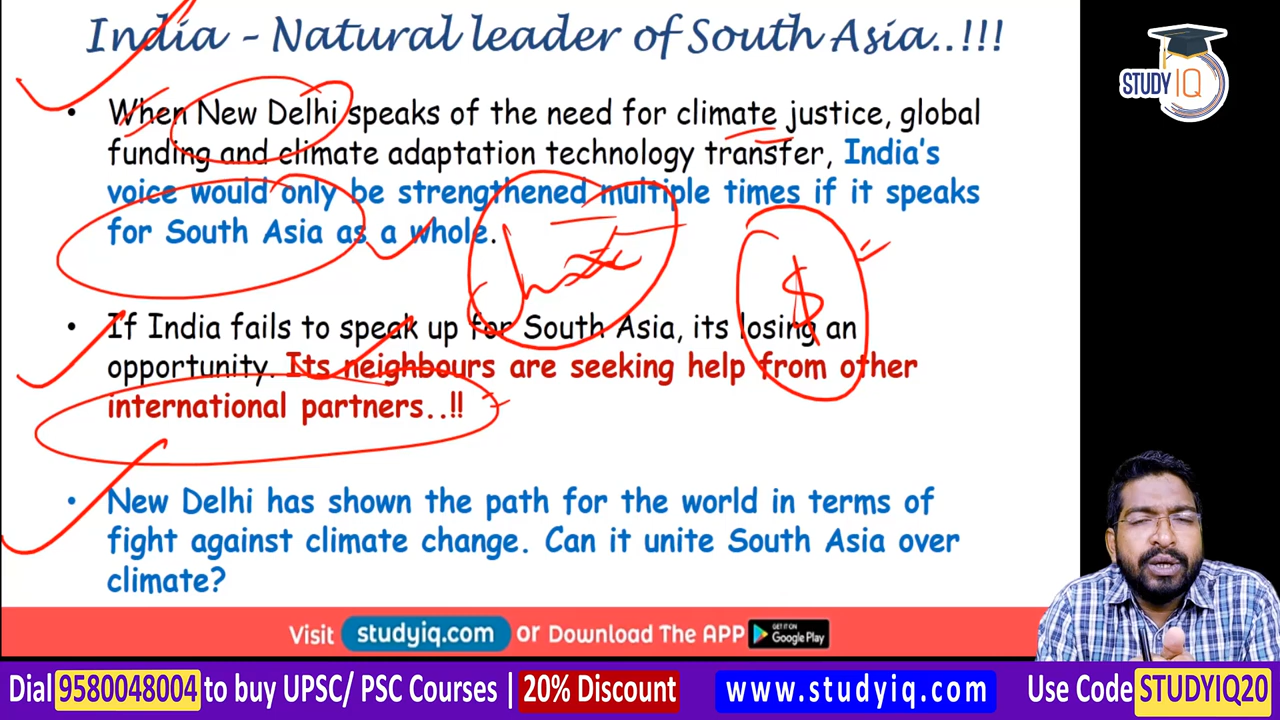 India - Natural leader of South Asia..!!!
STUDY IQ
• When New Delhi speaks of the need for climate justice, global
funding and climate adaptation technology transfer, India's
voice would only be strengthened multiple times if it speaks
for South Asia as a whole.
$
• If India fails to speak up for South Asia, its losing an
opportunity. Its neighbours are seeking help from other
international partners..!!
• New Delhi has shown the path for the world in terms of
fight against climate change. Can it unite South Asia over
climate?
Visit studyiq.com or Download The APP GET IT ON Google Play
Dial 9580048004 to buy UPSC/ PSC Courses | 20% Discount www.studyiq.com Use Code STUDYIQ20